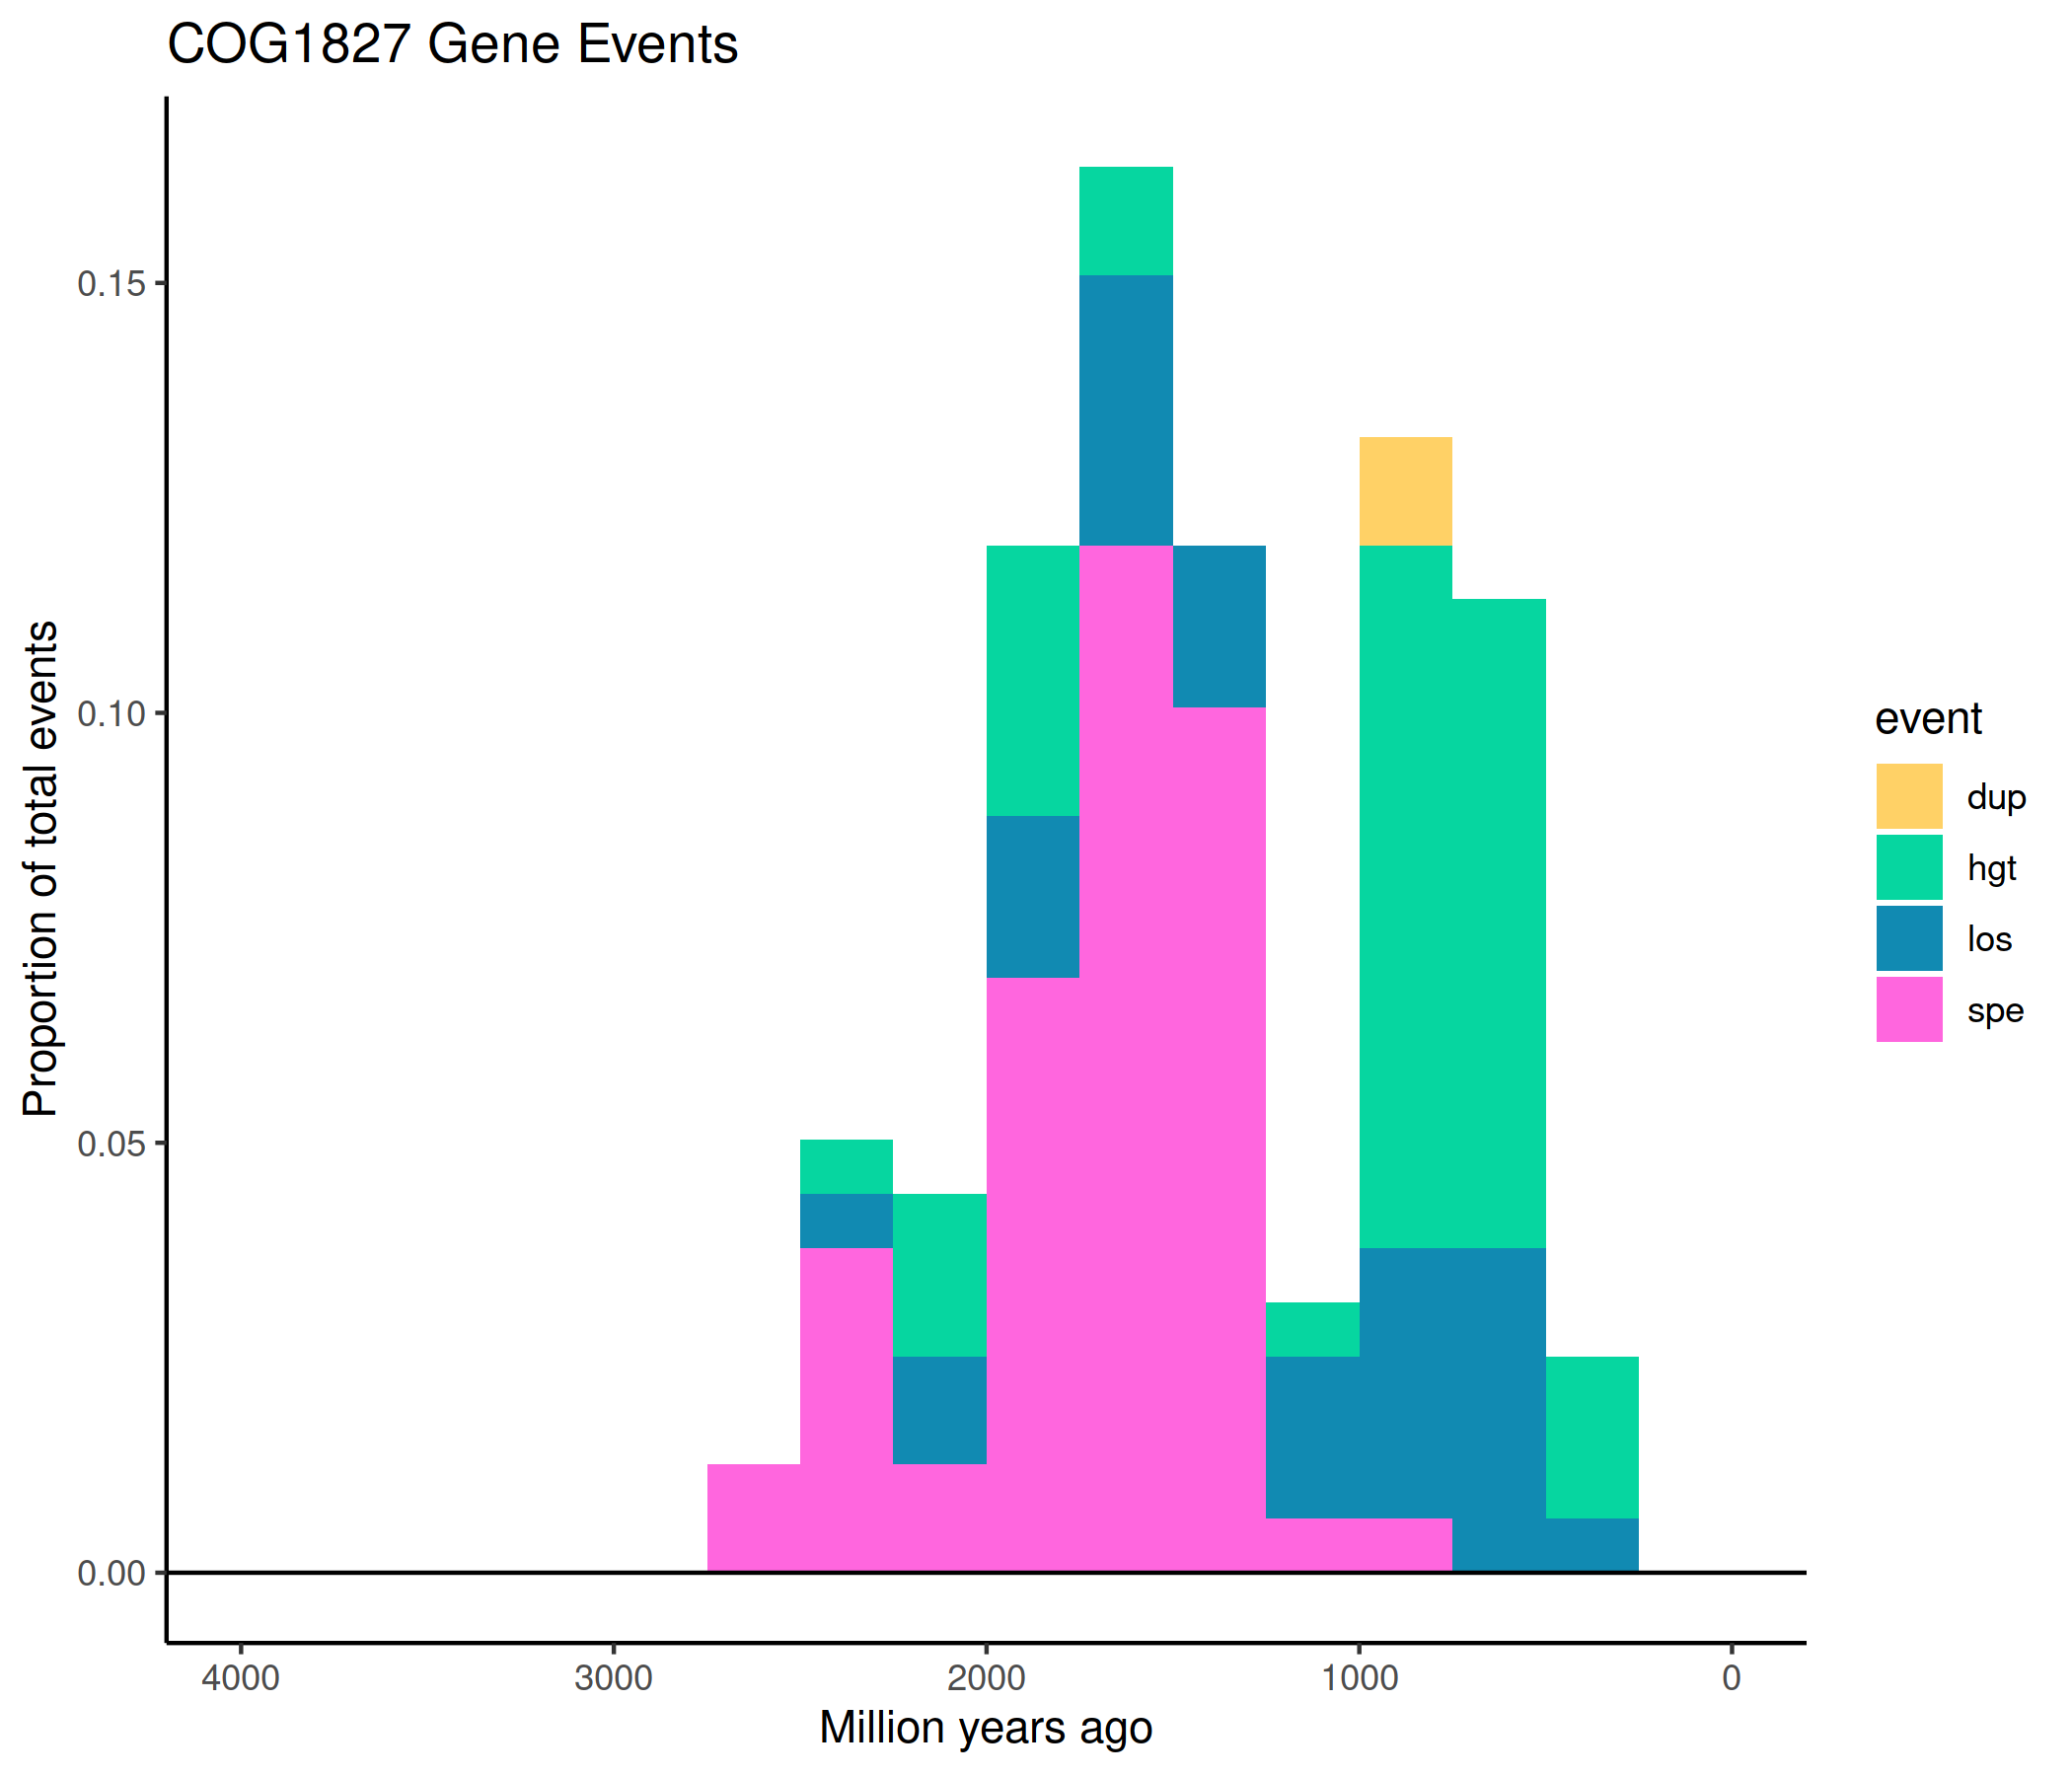 COG1827 Gene Events
Proportion of total events
0.15
0.10
0.05
0.00
4000 3000 2000 1000 0
Million years ago
event
dup
hgt
los
spe